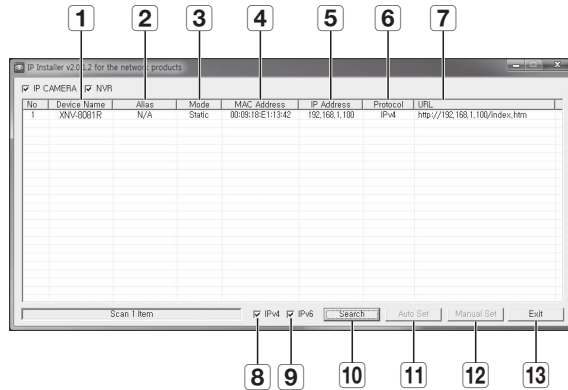 1 2 3 4 5 6 7
IP Installer v2.0.1.2 for the network products
IP CAMERA NVR
No Device Name Alias Mode MAC Address IP Address Protocol URL
1 XNV-8081R N/A Static 00:09:18:E1:13:42 192,168,1,100 IPv4 http://192,168,1,100/index,htm
Scan 1 Item IPv4 IPv6 Search Auto Set Manual Set Exit
8 9 10 11 12 13